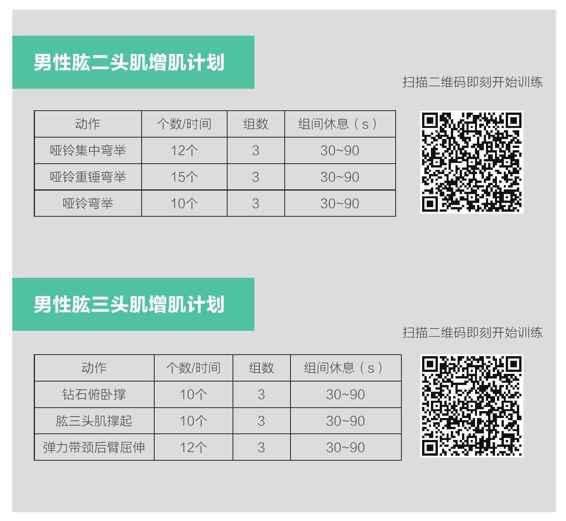 男性肱二头肌增肌计划
扫描二维码即刻开始训练
动作 个数/时间 组数 组间休息（s）
哑铃集中弯举 12个 3 30~90
哑铃重锤弯举 15个 3 30~90
哑铃弯举 10个 3 30~90
男性肱三头肌增肌计划
扫描二维码即刻开始训练
动作 个数/时间 组数 组间休息（s）
钻石俯卧撑 10个 3 30~90
肱三头肌撑起 10个 3 30~90
弹力带颈后臂屈伸 12个 3 30~90